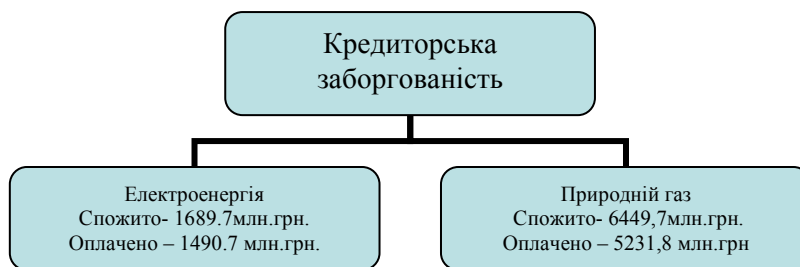 Кредиторська
заборгованість
Електроенергія
Спожито- 1689.7млн.грн.
Оплачено – 1490.7 млн.грн.
Природній газ
Спожито- 6449,7млн.грн.
Оплачено – 5231,8 млн.грн